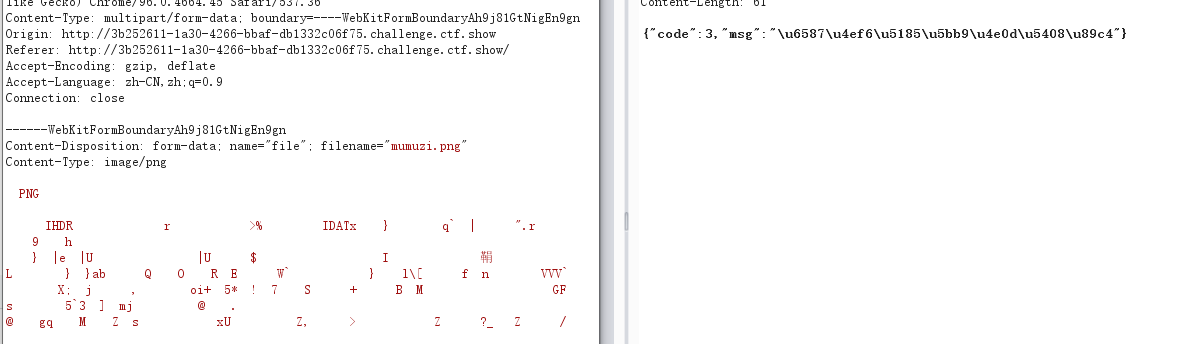 like Gecko) Chrome/96.0.4664.45 Safari/537.36
Content-Type: multipart/form-data; boundary=----WebKitFormBoundaryAh9j81GtNigEn9gn
Origin: http://3b252611-1a30-4266-bbaf-db1332c06f75.challenge.ctf.show
Referer: http://3b252611-1a30-4266-bbaf-db1332c06f75.challenge.ctf.show/
Accept-Encoding: gzip, deflate
Accept-Language: zh-CN,zh;q=0.9
Connection: close
------WebKitFormBoundaryAh9j81GtNigEn9gn
Content-Disposition: form-data; name="file"; filename="mumuzi.png"
Content-Type: image/png
PNG
IHDR r >% IDATx } q` | ".r
9 h
} |e |U |U $ I
L } }ab Q O R E W` } l\[ f n VVV`
X; j , oi+ 5* ! 7 S + B M GF
s 5`3 ] mj @ .
@ gq M Z s xU Z, > Z ?_ Z /
Content-Length: 61
{"code":3,"msg":"\u6587\u4ef6\u5185\u5bb9\u4e0d\u5408\u89c4"}